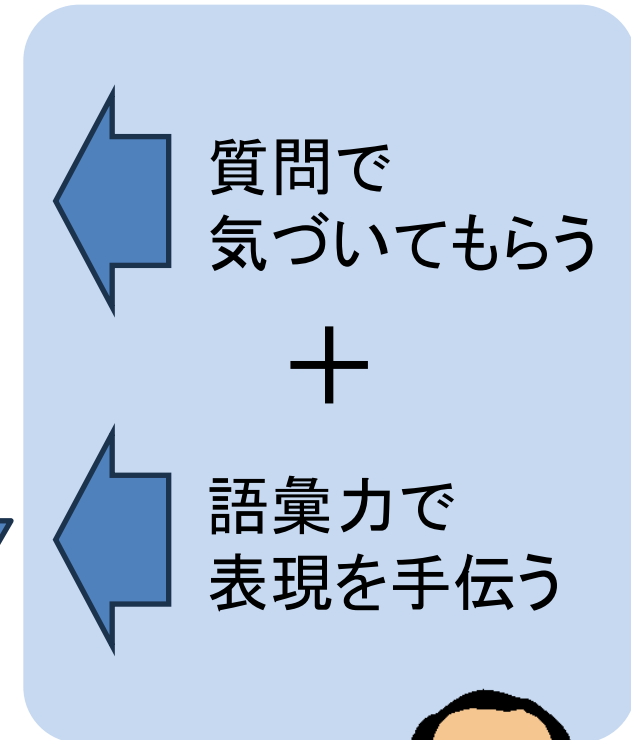 質問で
気づいてもらう
＋
語彙力で
表現を手伝う